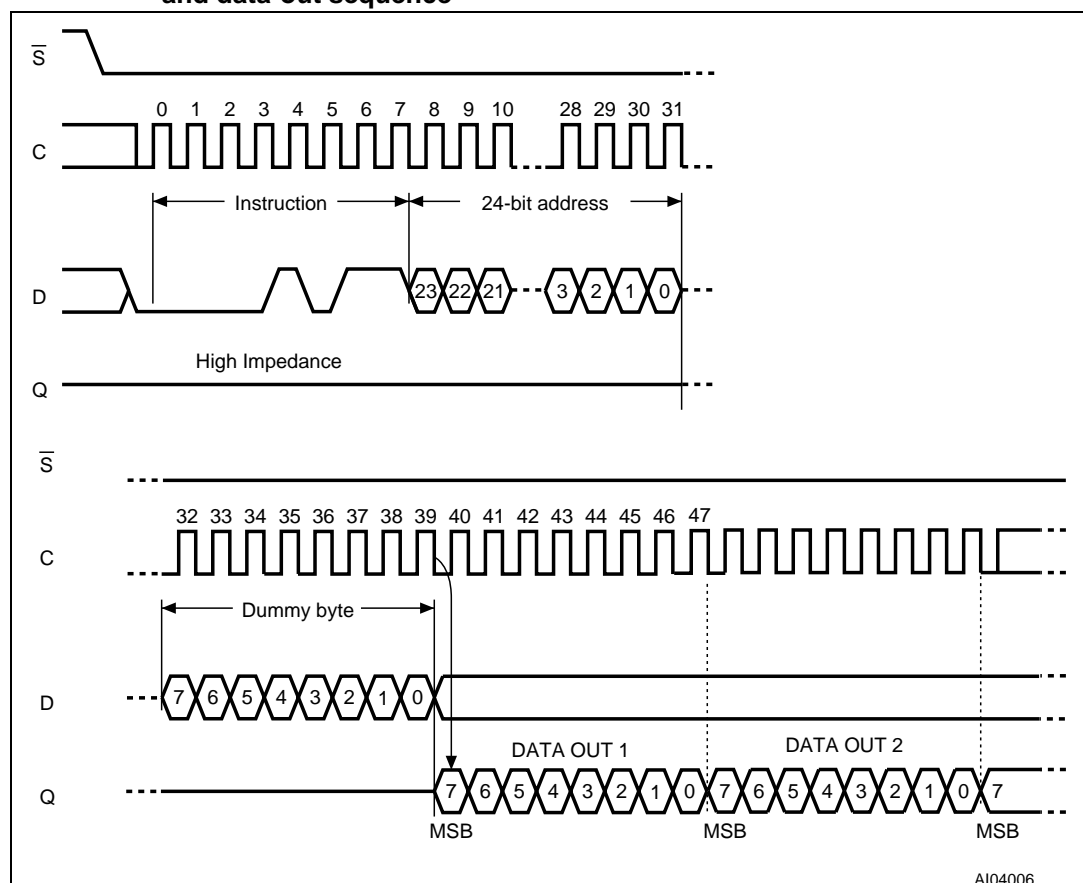 and data-out sequence
S
0 1 2 3 4 5 6 7 8 9 10 28 29 30 31
C
Instruction 24-bit address
D 23 22 21 3 2 1 0
High Impedance
Q
S
32 33 34 35 36 37 38 39 40 41 42 43 44 45 46 47
C
Dummy byte
D 7 6 5 4 3 2 1 0
DATA OUT 1 DATA OUT 2
Q 7 6 5 4 3 2 1 0 7 6 5 4 3 2 1 0 7
MSB MSB MSB
AI04006